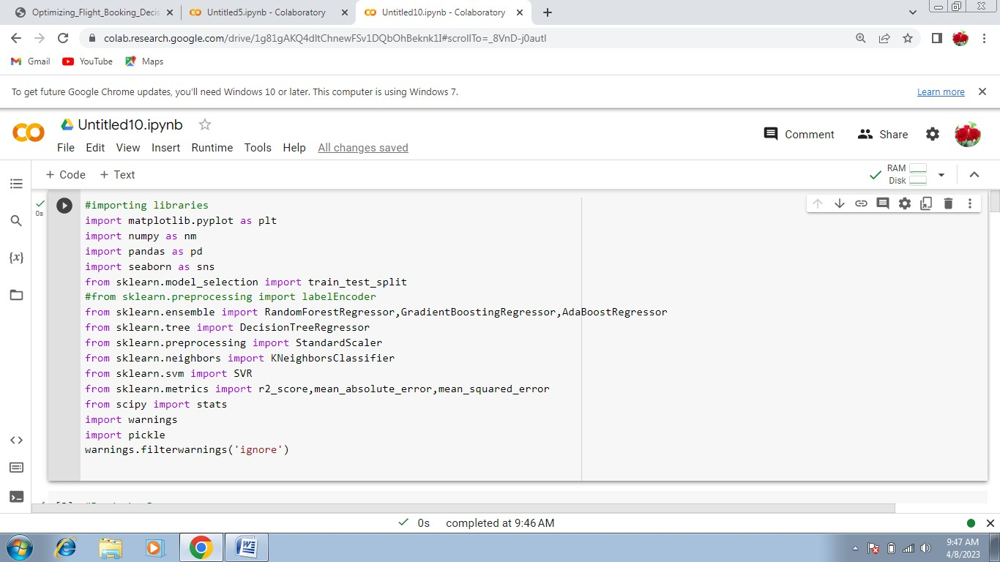 Optimizing_Flight_Booking_Decis
Untitled5.ipynb - Colaboratory
Untitled10.ipynb - Colaboratory
colab.research.google.com/drive/1g81gAKQ4dltChnewFSv1DQbOhBeknk1I#scrollTo=_8VnD-j0autl
Gmail YouTube Maps
To get future Google Chrome updates, you'll need Windows 10 or later. This computer is using Windows 7. Learn more
Untitled10.ipynb
Comment Share
File Edit View Insert Runtime Tools Help All changes saved
+ Code + Text
RAM
Disk
0s
#importing libraries
import matplotlib.pyplot as plt
import numpy as nm
import pandas as pd
import seaborn as sns
from sklearn.model_selection import train_test_split
#from sklearn.preprocessing import labelEncoder
from sklearn.ensemble import RandomForestRegressor,GradientBoostingRegressor,AdaBoostRegressor
from sklearn.tree import DecisionTreeRegressor
from sklearn.preprocessing import StandardScaler
from sklearn.neighbors import KNeighborsClassifier
from sklearn.svm import SVR
from sklearn.metrics import r2_score,mean_absolute_error,mean_squared_error
from scipy import stats
import warnings
import pickle
warnings.filterwarnings('ignore')
0s completed at 9:46 AM
9:47 AM
4/8/2023